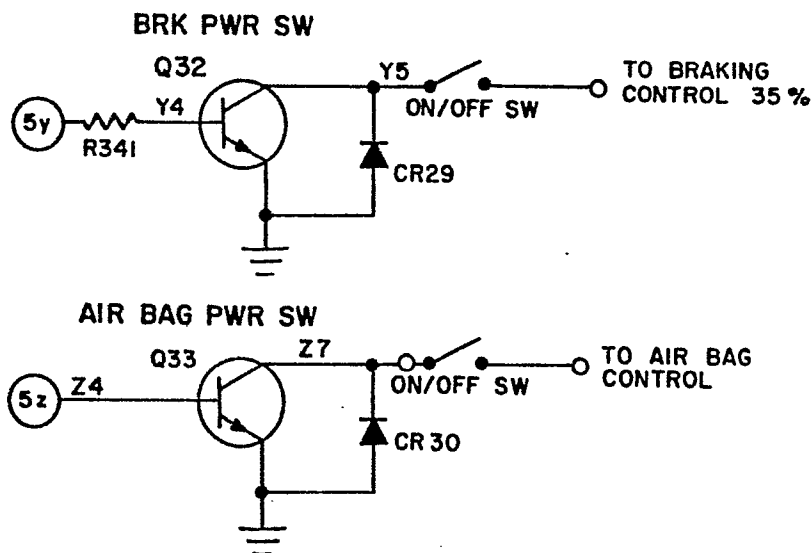 BRK PWR SW
Q32
Y5
TO BRAKING
CONTROL 35%
5y
Y4
ON/OFF SW
R341
CR29
AIR BAG PWR SW
Q33
Z7
TO AIR BAG
CONTROL
5z
Z4
ON/OFF SW
CR30